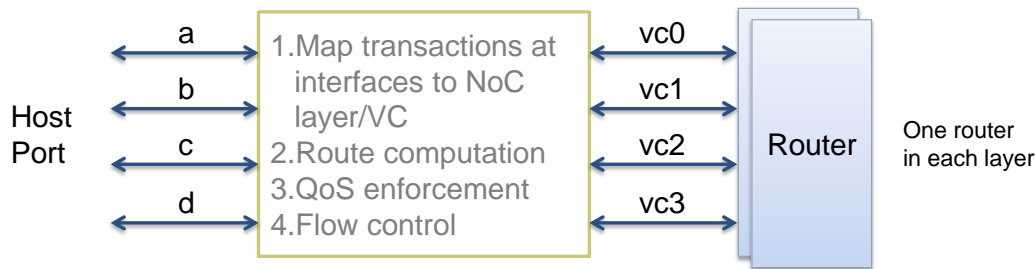 a
b
c
d
Host
Port
1.Map transactions at
interfaces to NoC
layer/VC
2.Route computation
3.QoS enforcement
4.Flow control
vc0
vc1
vc2
vc3
Router
One router
in each layer